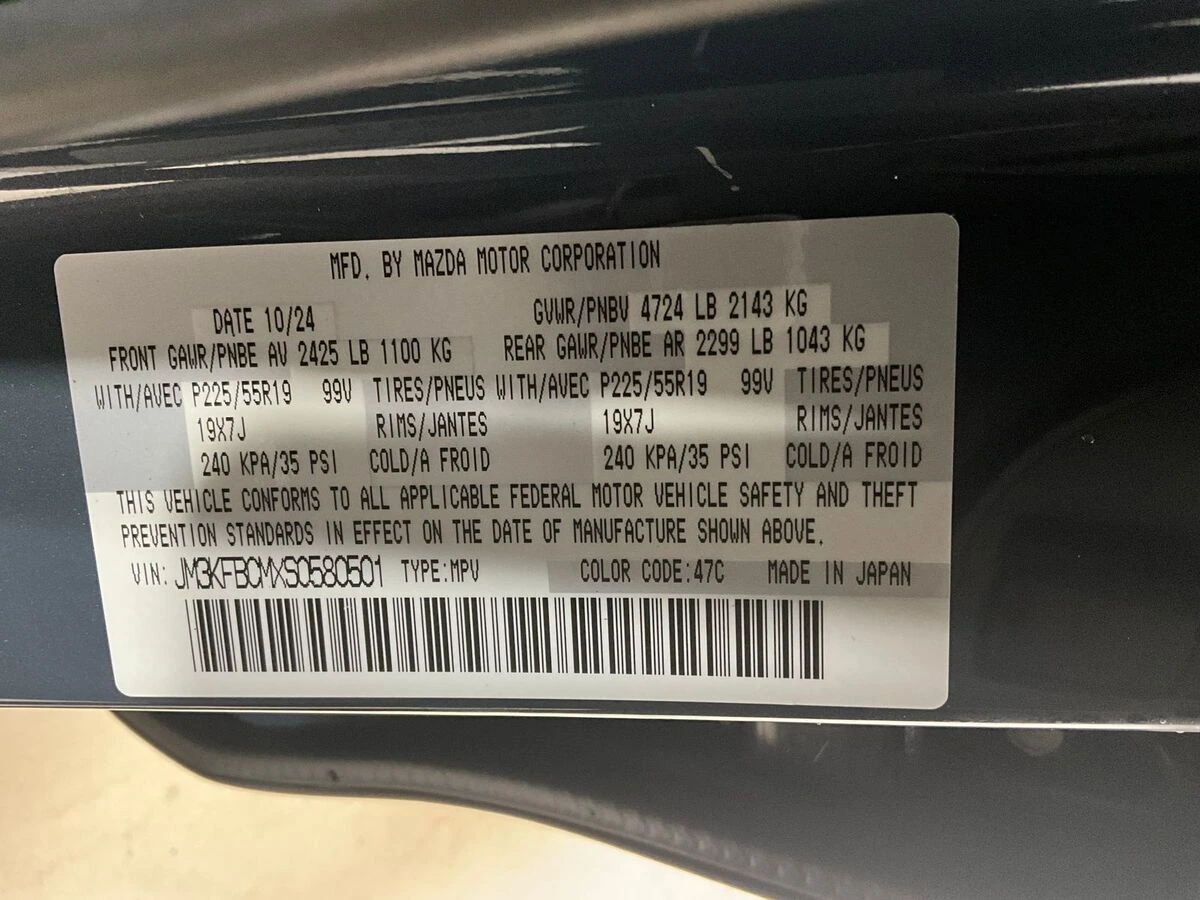 MFD. BY MAZDA MOTOR CORPORATION
DATE 10/24 GVWR/PNBV 4724 LB 2143 KG
FRONT GAWR/PNBE AV 2425 LB 1100 KG REAR GAWR/PNBE AR 2299 LB 1043 KG
WITH/AVEC P225/55R19 99V TIRES/PNEUS WITH/AVEC P225/55R19 99V TIRES/PNEUS
19X7J RIMS/JANTES 19X7J RIMS/JANTES
240 KPA/35 PSI COLD/A FROID 240 KPA/35 PSI COLD/A FROID
THIS VEHICLE CONFORMS TO ALL APPLICABLE FEDERAL MOTOR VEHICLE SAFETY AND THEFT
PREVENTION STANDARDS IN EFFECT ON THE DATE OF MANUFACTURE SHOWN ABOVE.
VIN: JM3KFBCMXS0580501 TYPE:MPV COLOR CODE:47C MADE IN JAPAN